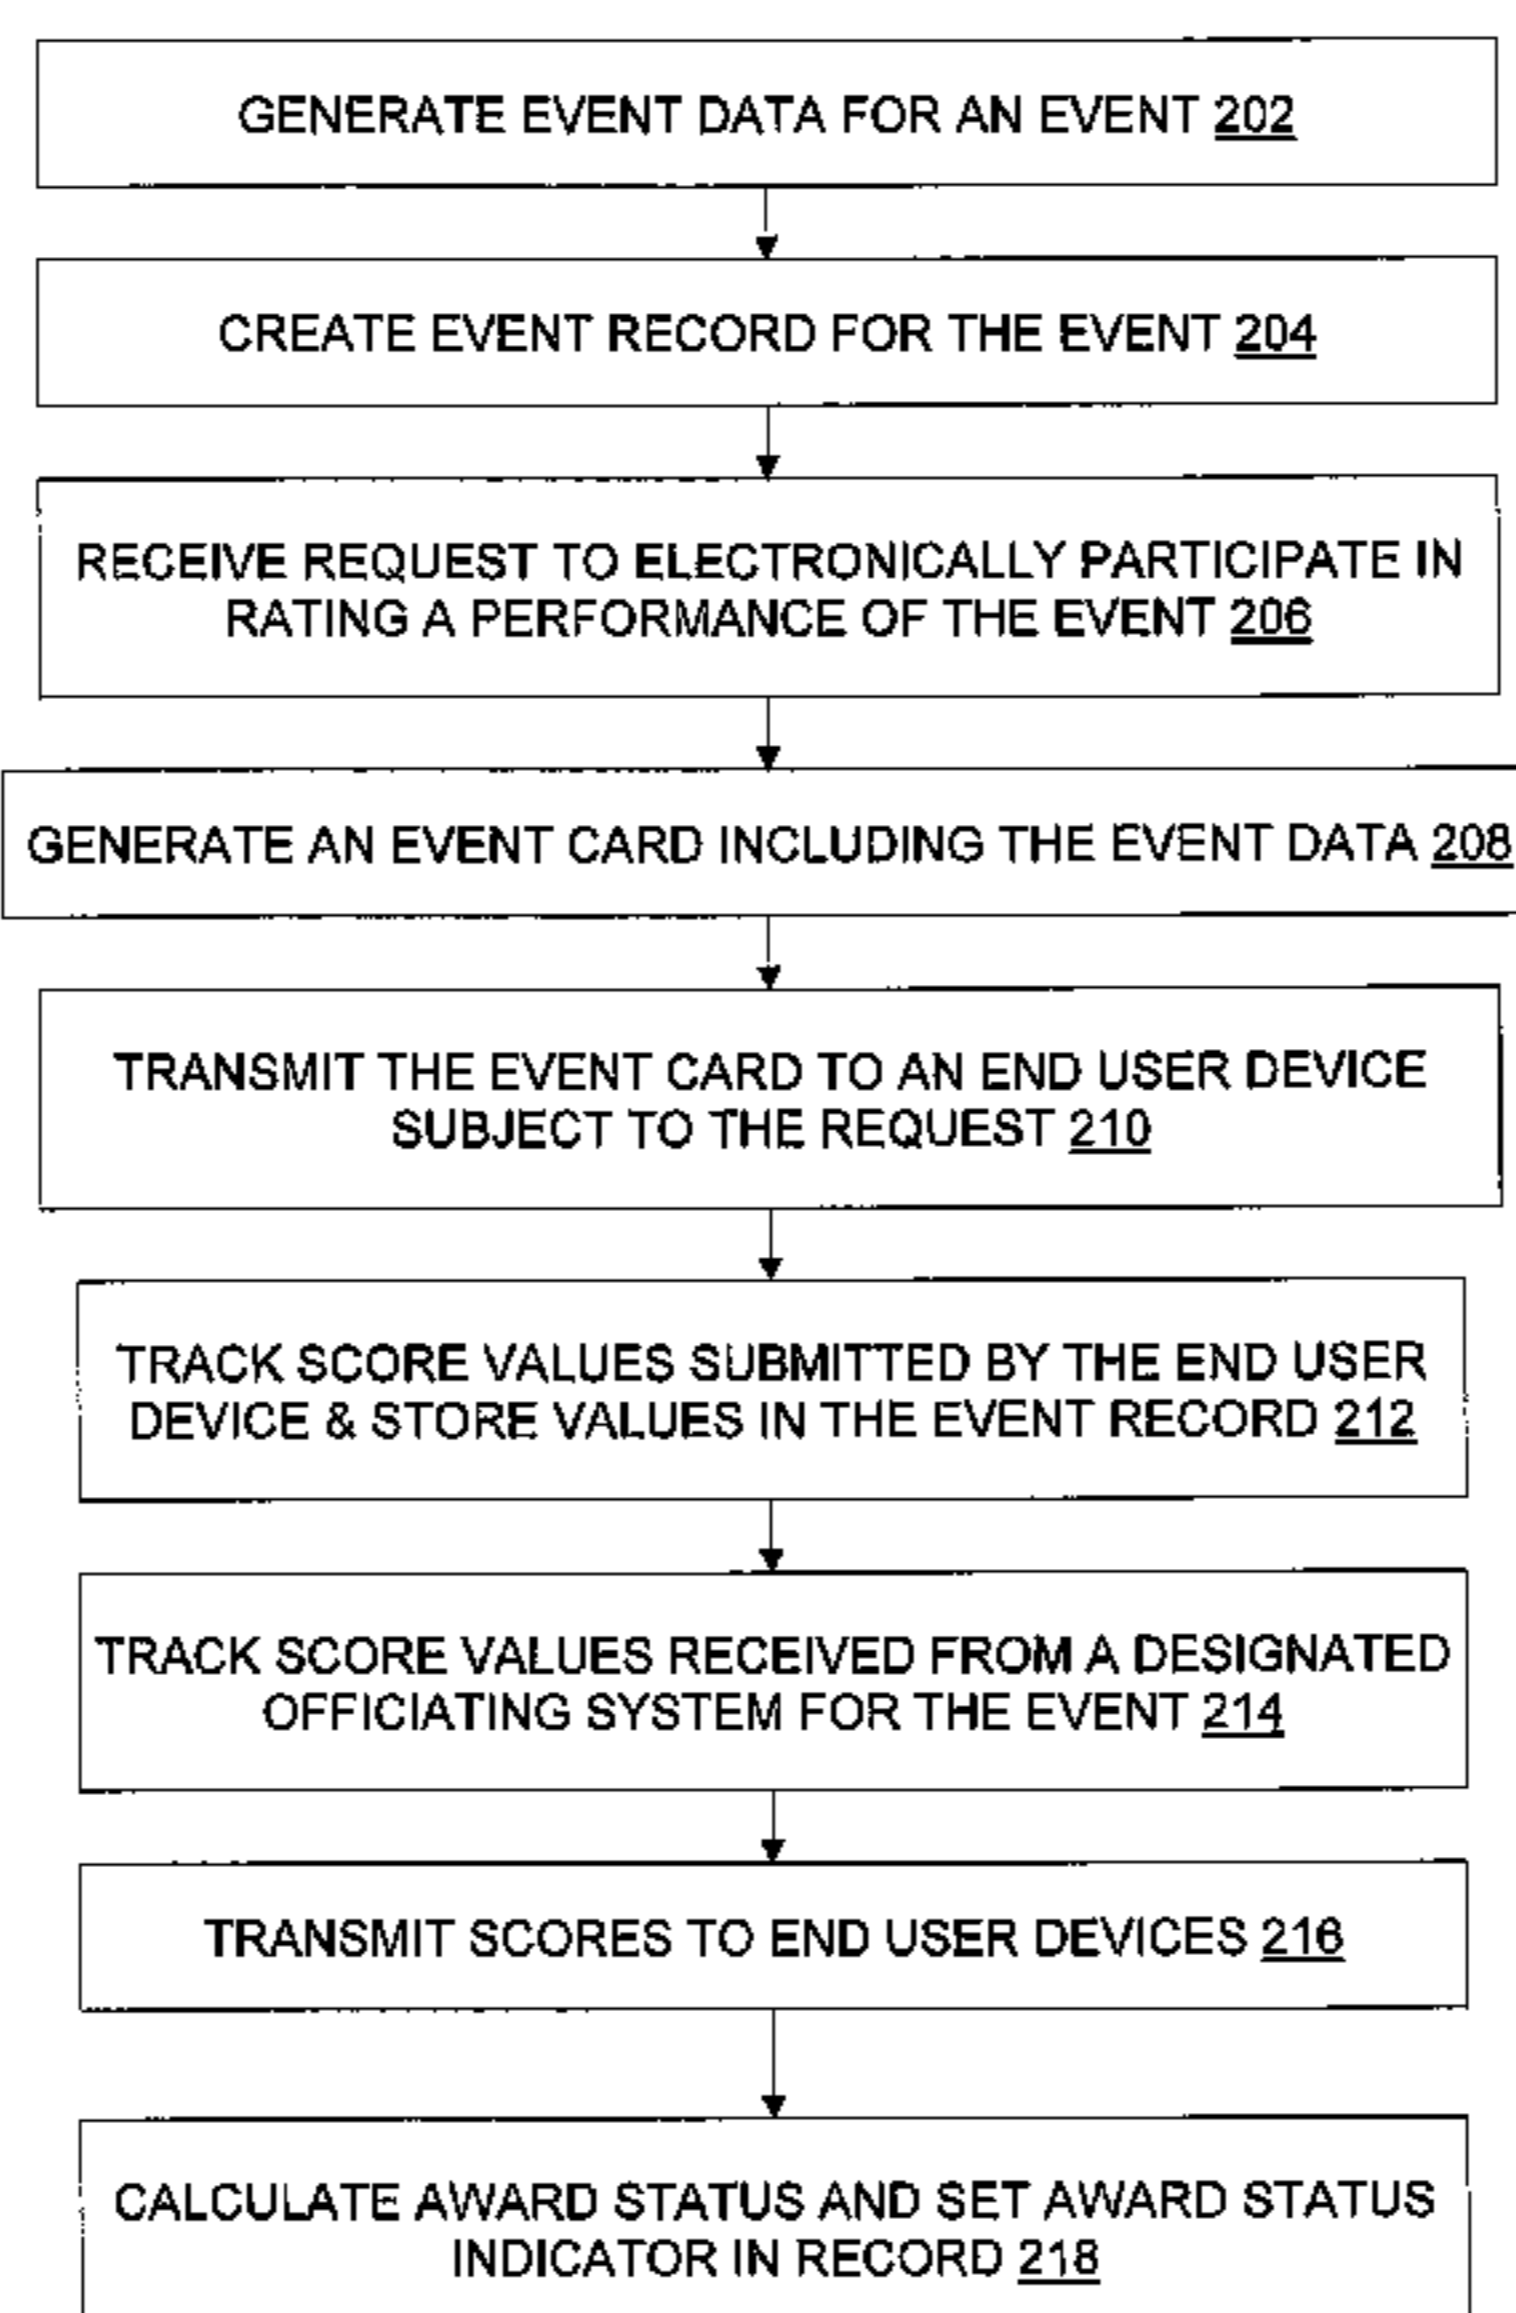 GENERATE EVENT DATA FOR AN EVENT 202
CREATE EVENT RECORD FOR THE EVENT 204
RECEIVE REQUEST TO ELECTRONICALLY PARTICIPATE IN
RATING A PERFORMANCE OF THE EVENT 206
GENERATE AN EVENT CARD INCLUDING THE EVENT DATA 208
TRANSMIT THE EVENT CARD TO AN END USER DEVICE
SUBJECT TO THE REQUEST 210
TRACK SCORE VALUES SUBMITTED BY THE END USER
DEVICE & STORE VALUES IN THE EVENT RECORD 212
TRACK SCORE VALUES RECEIVED FROM A DESIGNATED
OFFICIATING SYSTEM FOR THE EVENT 214
TRANSMIT SCORES TO END USER DEVICES 216
CALCULATE AWARD STATUS AND SET AWARD STATUS
INDICATOR IN RECORD 218